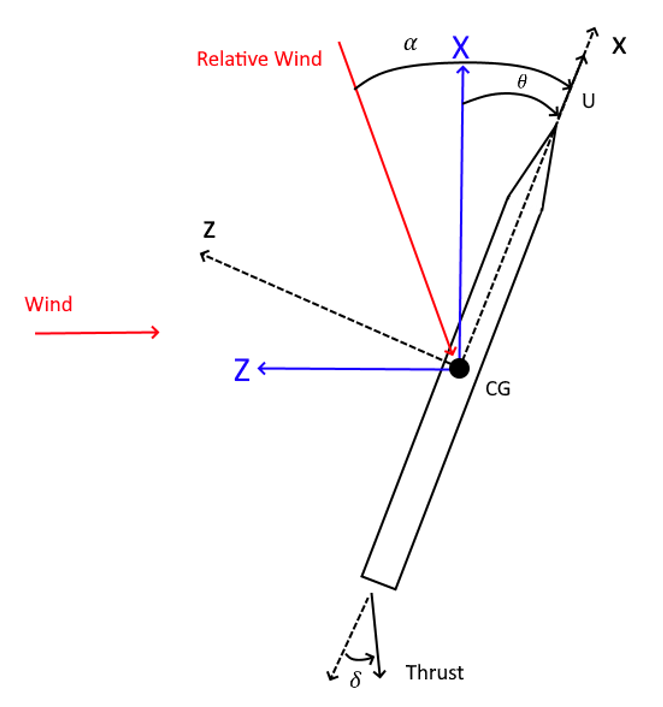 α
X
X
Relative Wind
θ
U
Z
Wind
Z
CG
Thrust
δ